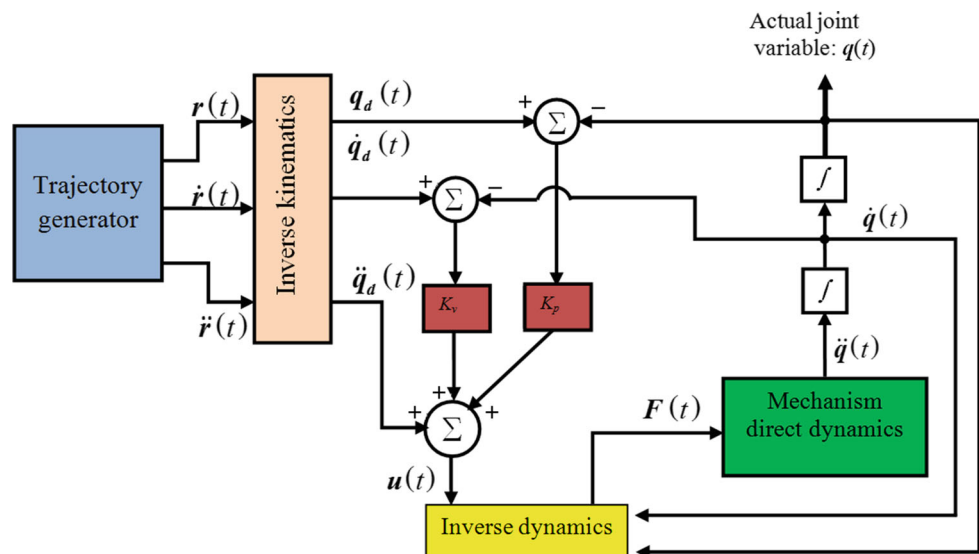 Actual joint
variable: q(t)
r(t)
q_d(t)
+
−
Σ
q̇_d(t)
∫
Trajectory
generator
ṙ(t)
Inverse kinematics
+
−
Σ
q̇(t)
q̈_d(t)
K_v
K_p
∫
r̈(t)
q̈(t)
+
+
+
Σ
F(t)
Mechanism
direct dynamics
u(t)
Inverse dynamics